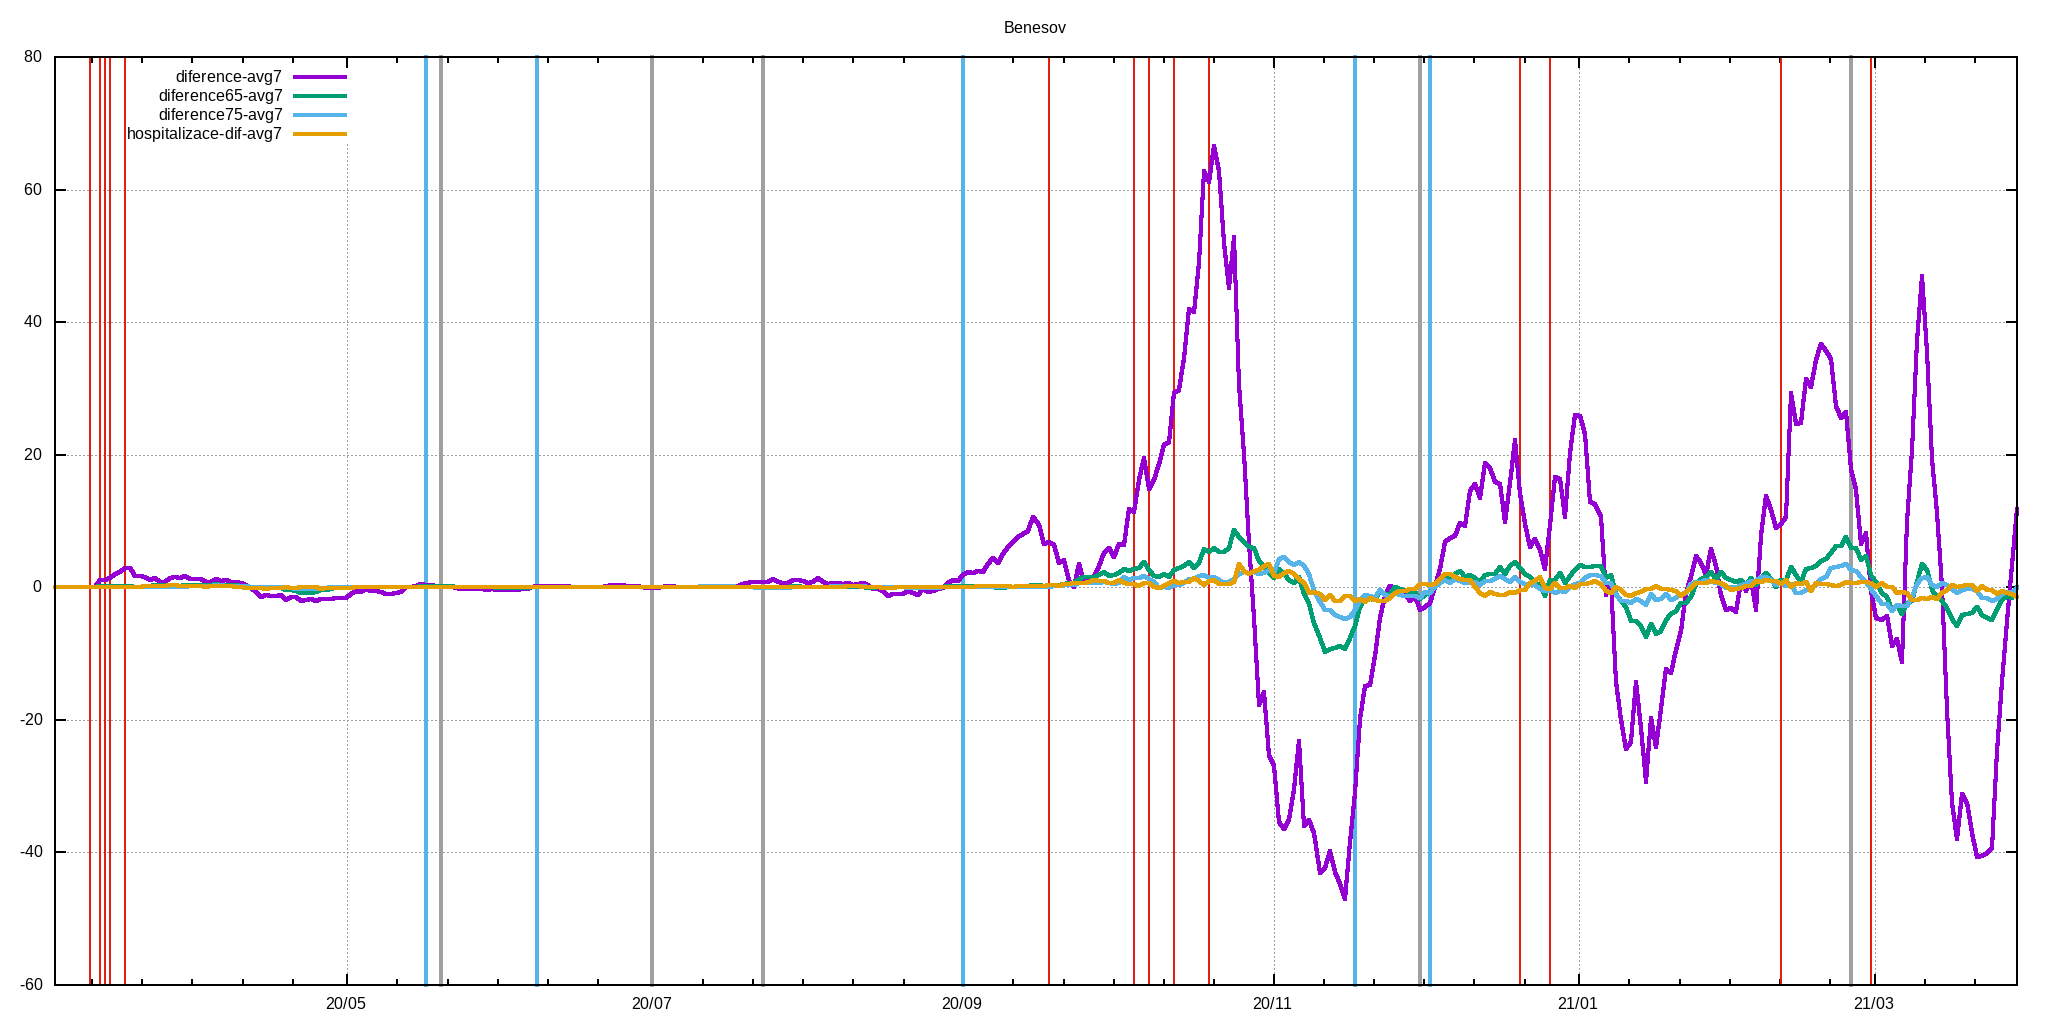 Benesov
80
diference-avg7
diference65-avg7
diference75-avg7
hospitalizace-dif-avg7
60
40
20
0
-20
-40
-60
20/05 20/07 20/09 20/11 21/01 21/03